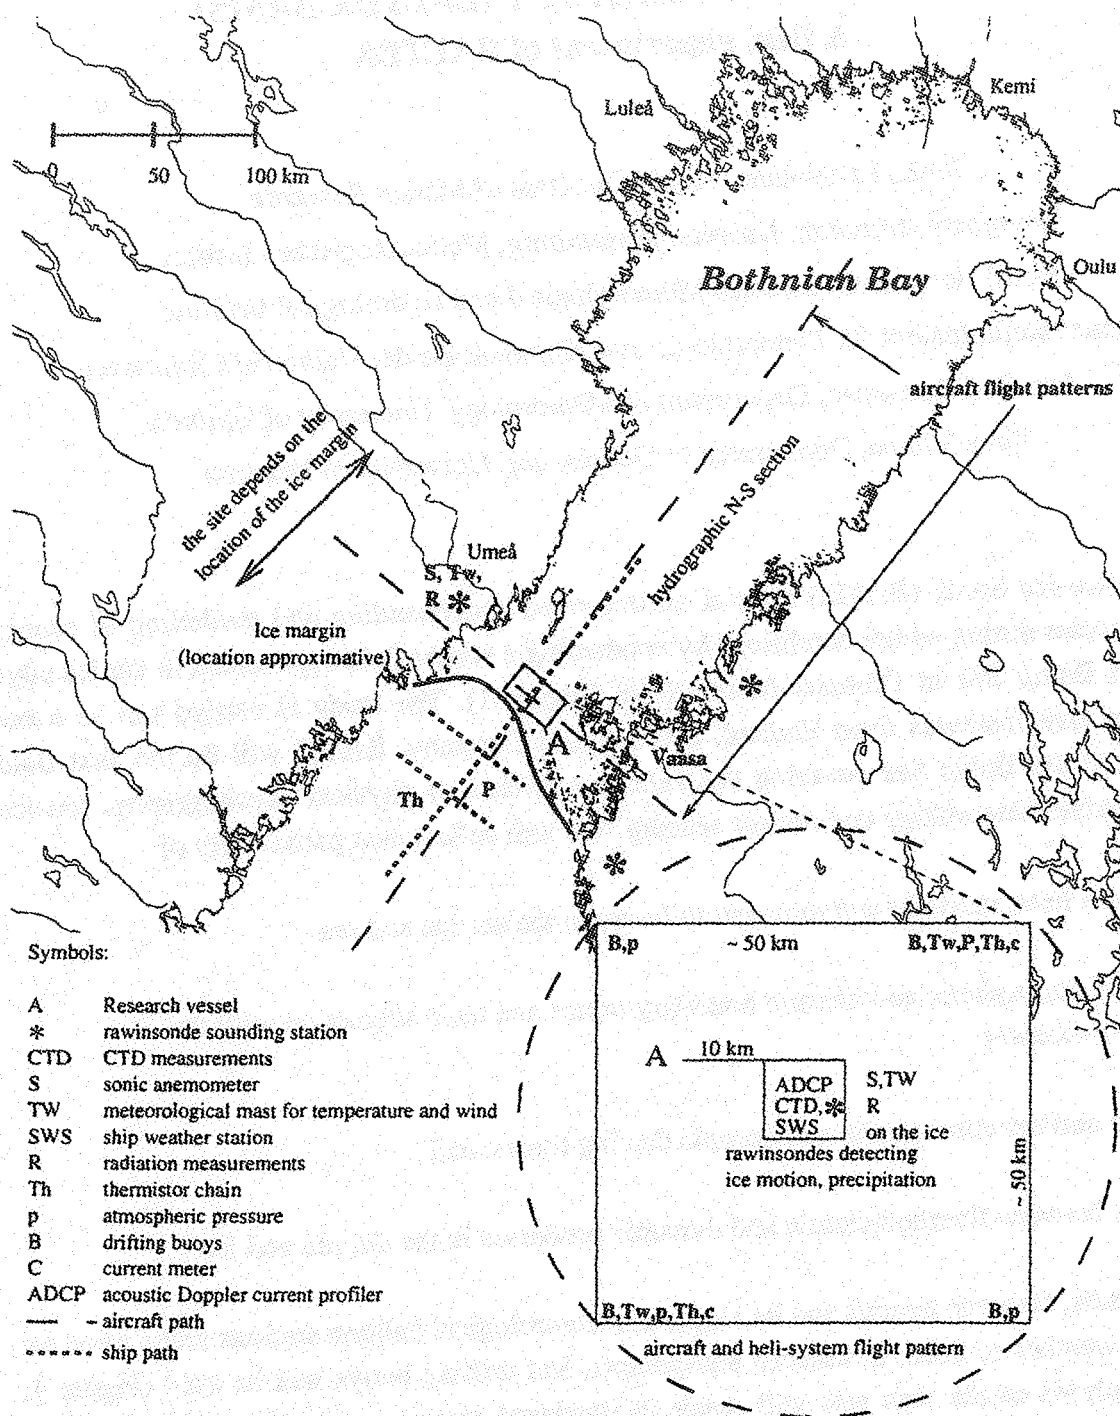 Luleå
Kemi
0 50 100 km
Bothnian Bay
Oulu
aircraft flight patterns
the site depends on the
location of the ice margin
hydrographic N-S section
Umeå
S, Tw,
R *
Ice margin
(location approximative)
*
A
Vaasa
Th
P
*
Symbols:
A Research vessel
* rawinsonde sounding station
CTD CTD measurements
S sonic anemometer
TW meteorological mast for temperature and wind
SWS ship weather station
R radiation measurements
Th thermistor chain
p atmospheric pressure
B drifting buoys
C current meter
ADCP acoustic Doppler current profiler
aircraft path
ship path
B,p ~ 50 km B,Tw,P,Th,c
A 10 km
ADCP S,TW
CTD,* R
SWS on the ice
rawinsondes detecting
ice motion, precipitation
~ 50 km
B,Tw,p,Th,c B,p
aircraft and heli-system flight pattern